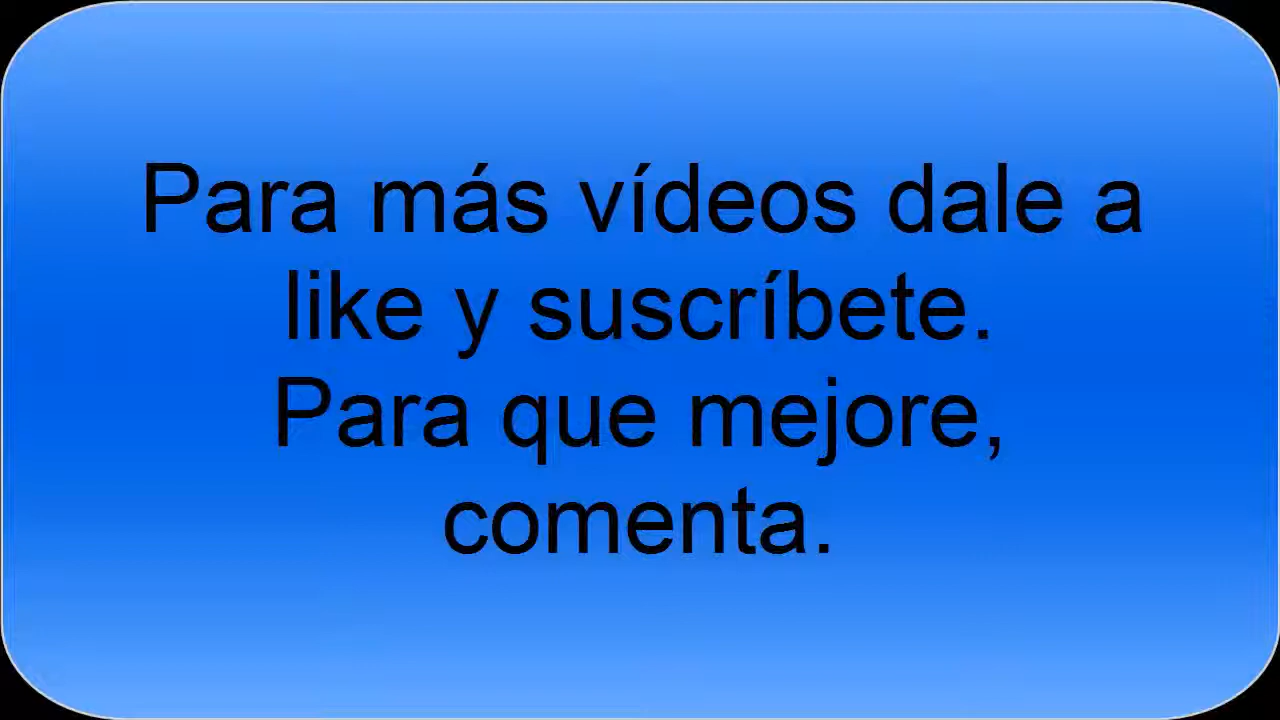 Para más vídeos dale a
like y suscríbete.
Para que mejore,
comenta.